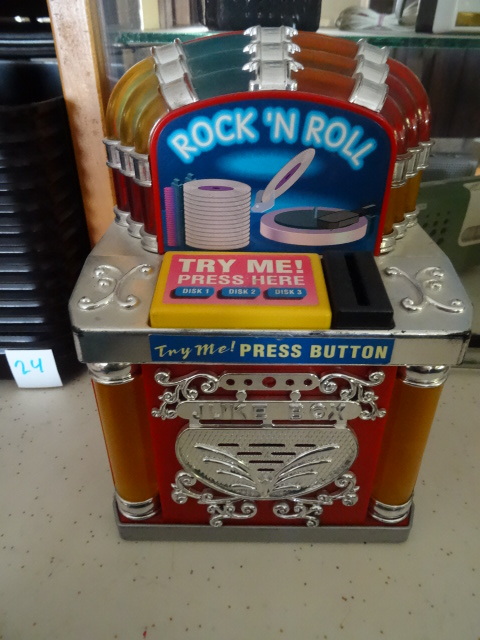 ROCK 'N ROLL
TRY ME!
PRESS HERE
DISK 1 DISK 2 DISK 3
Try Me! PRESS BUTTON
JUKE BOX
24